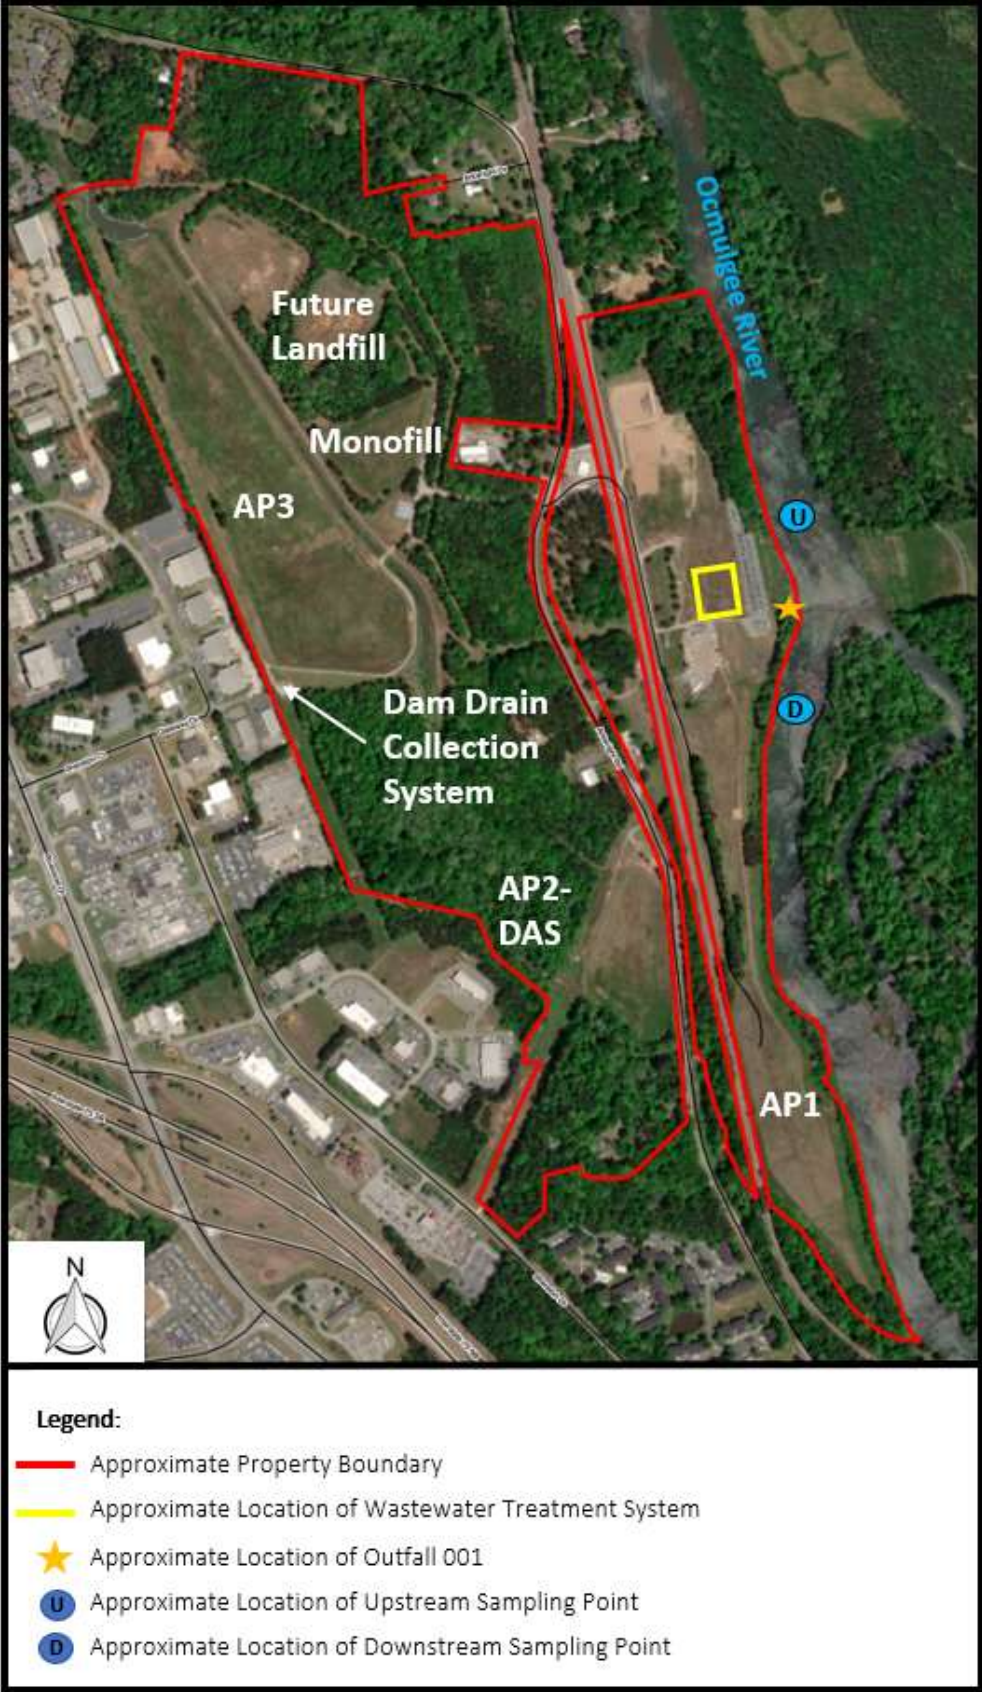 Ocmulgee River
Future
Landfill
Monofill
AP3
U
D
Dam Drain
Collection
System
AP2-
DAS
AP1
N
Legend:
Approximate Property Boundary
Approximate Location of Wastewater Treatment System
Approximate Location of Outfall 001
U Approximate Location of Upstream Sampling Point
D Approximate Location of Downstream Sampling Point